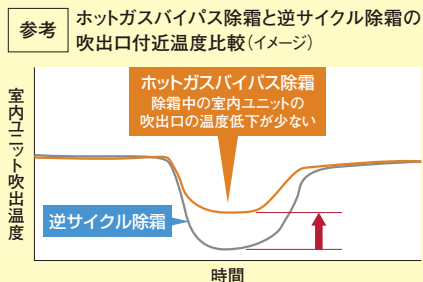 参考
ホットガスバイパス除霜と逆サイクル除霜の
吹出口付近温度比較(イメージ)
室内ユニット吹出温度
ホットガスバイパス除霜
除霜中の室内ユニットの
吹出口の温度低下が少ない
逆サイクル除霜
時間